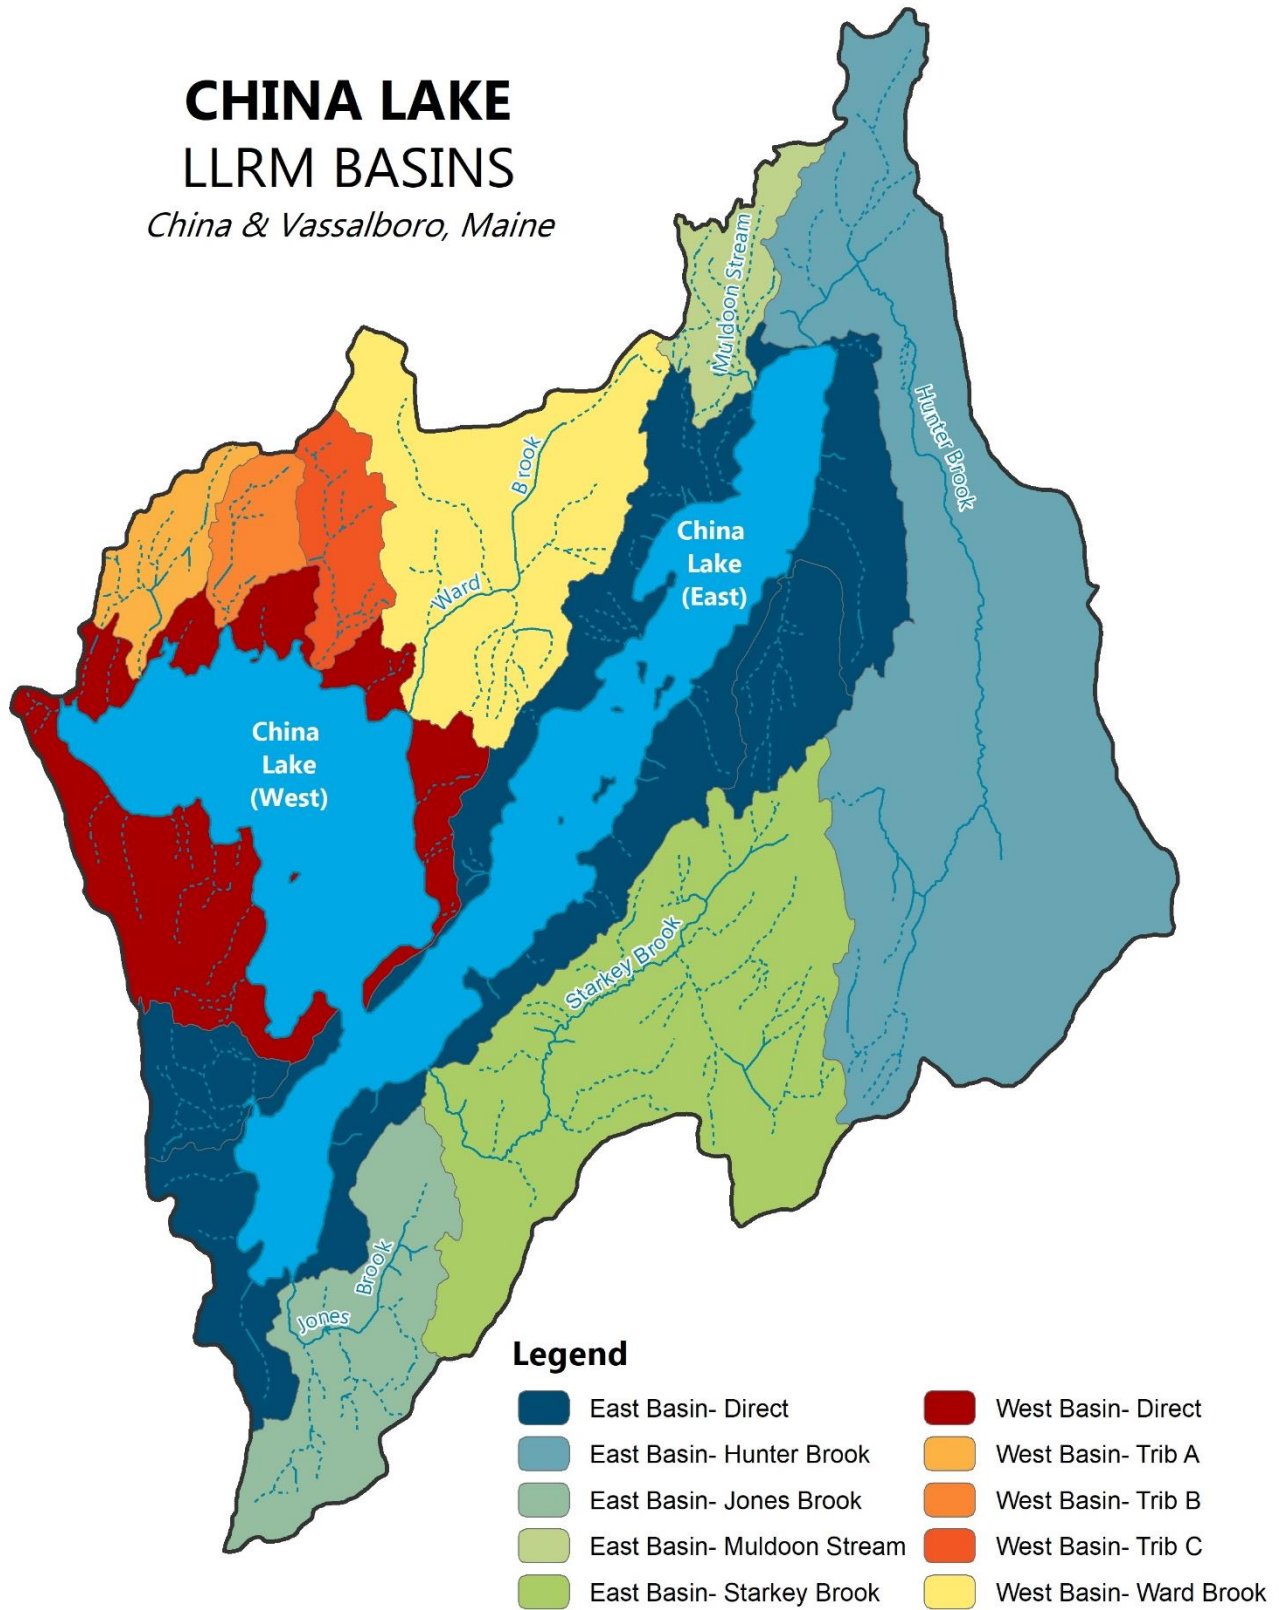 CHINA LAKE
LLRM BASINS
China & Vassalboro, Maine
Muldoon Stream
Hunter Brook
Brook
Ward
China
Lake
(East)
China
Lake
(West)
Starkey Brook
Brook
Jones
Legend
East Basin- Direct
East Basin- Hunter Brook
East Basin- Jones Brook
East Basin- Muldoon Stream
East Basin- Starkey Brook
West Basin- Direct
West Basin- Trib A
West Basin- Trib B
West Basin- Trib C
West Basin- Ward Brook